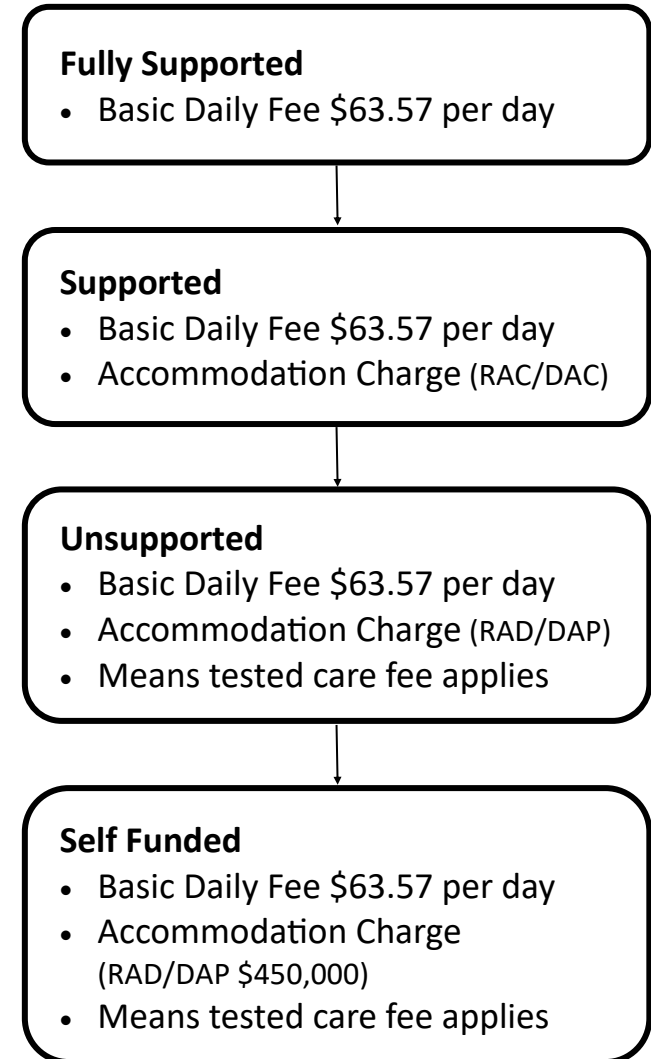 Fully Supported
• Basic Daily Fee $63.57 per day
Supported
• Basic Daily Fee $63.57 per day
• Accommodation Charge (RAC/DAC)
Unsupported
• Basic Daily Fee $63.57 per day
• Accommodation Charge (RAD/DAP)
• Means tested care fee applies
Self Funded
• Basic Daily Fee $63.57 per day
• Accommodation Charge
(RAD/DAP $450,000)
• Means tested care fee applies